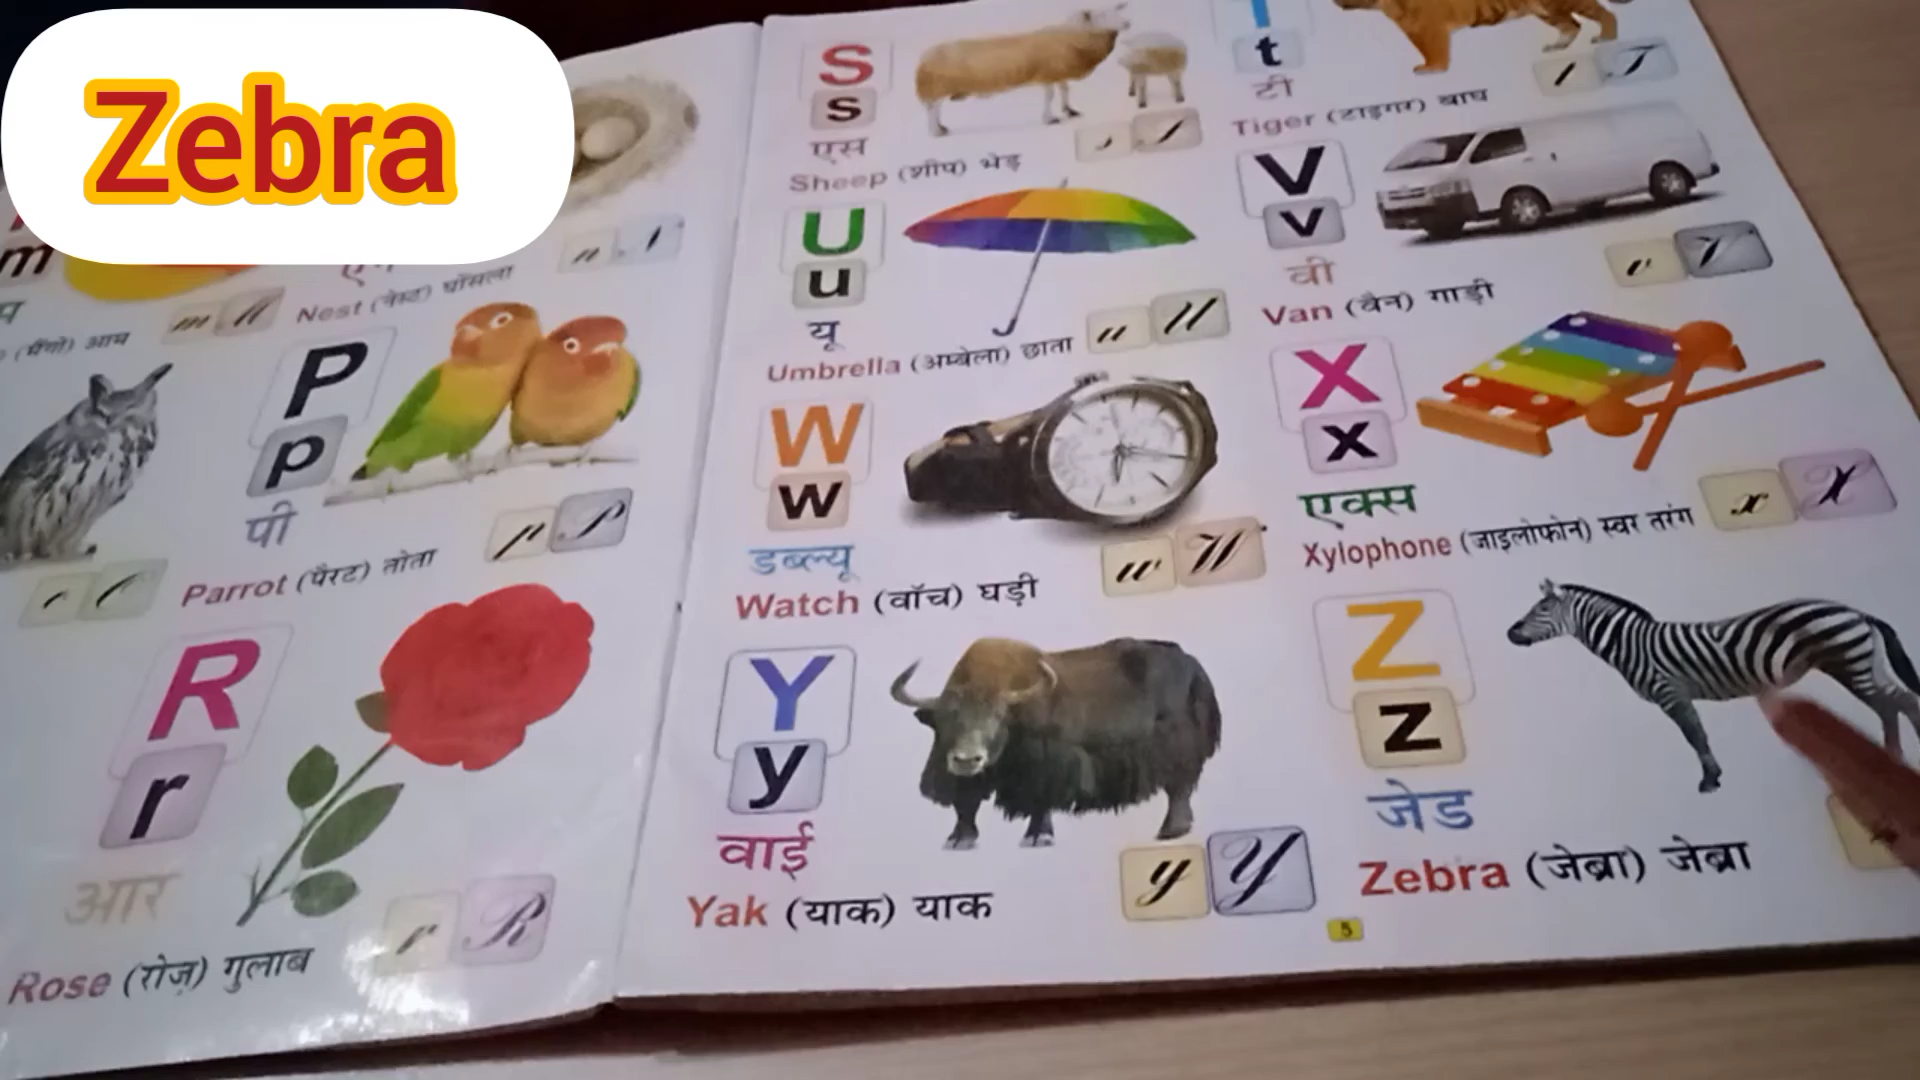 Zebra
m
प
(मैंगो) आम
m M
Nest (नेस्ट) घोंसला
n
P
p
पी
Parrot (पैरट) तोता
p P
R
r
आर
Rose (रोज़) गुलाब
r R
S
s
एस
Sheep (शीप) भेड़
s S
T
t
टी
Tiger (टाइगर) बाघ
t T
U
u
यू
Umbrella (अम्ब्रेला) छाता
u U
V
v
वी
Van (वैन) गाड़ी
v V
W
w
डब्ल्यू
Watch (वॉच) घड़ी
w W
X
x
एक्स
Xylophone (जाइलोफोन) स्वर तरंग
x X
Y
y
वाई
Yak (याक) याक
y Y
Z
z
जेड
Zebra (जेब्रा) जेब्रा
5